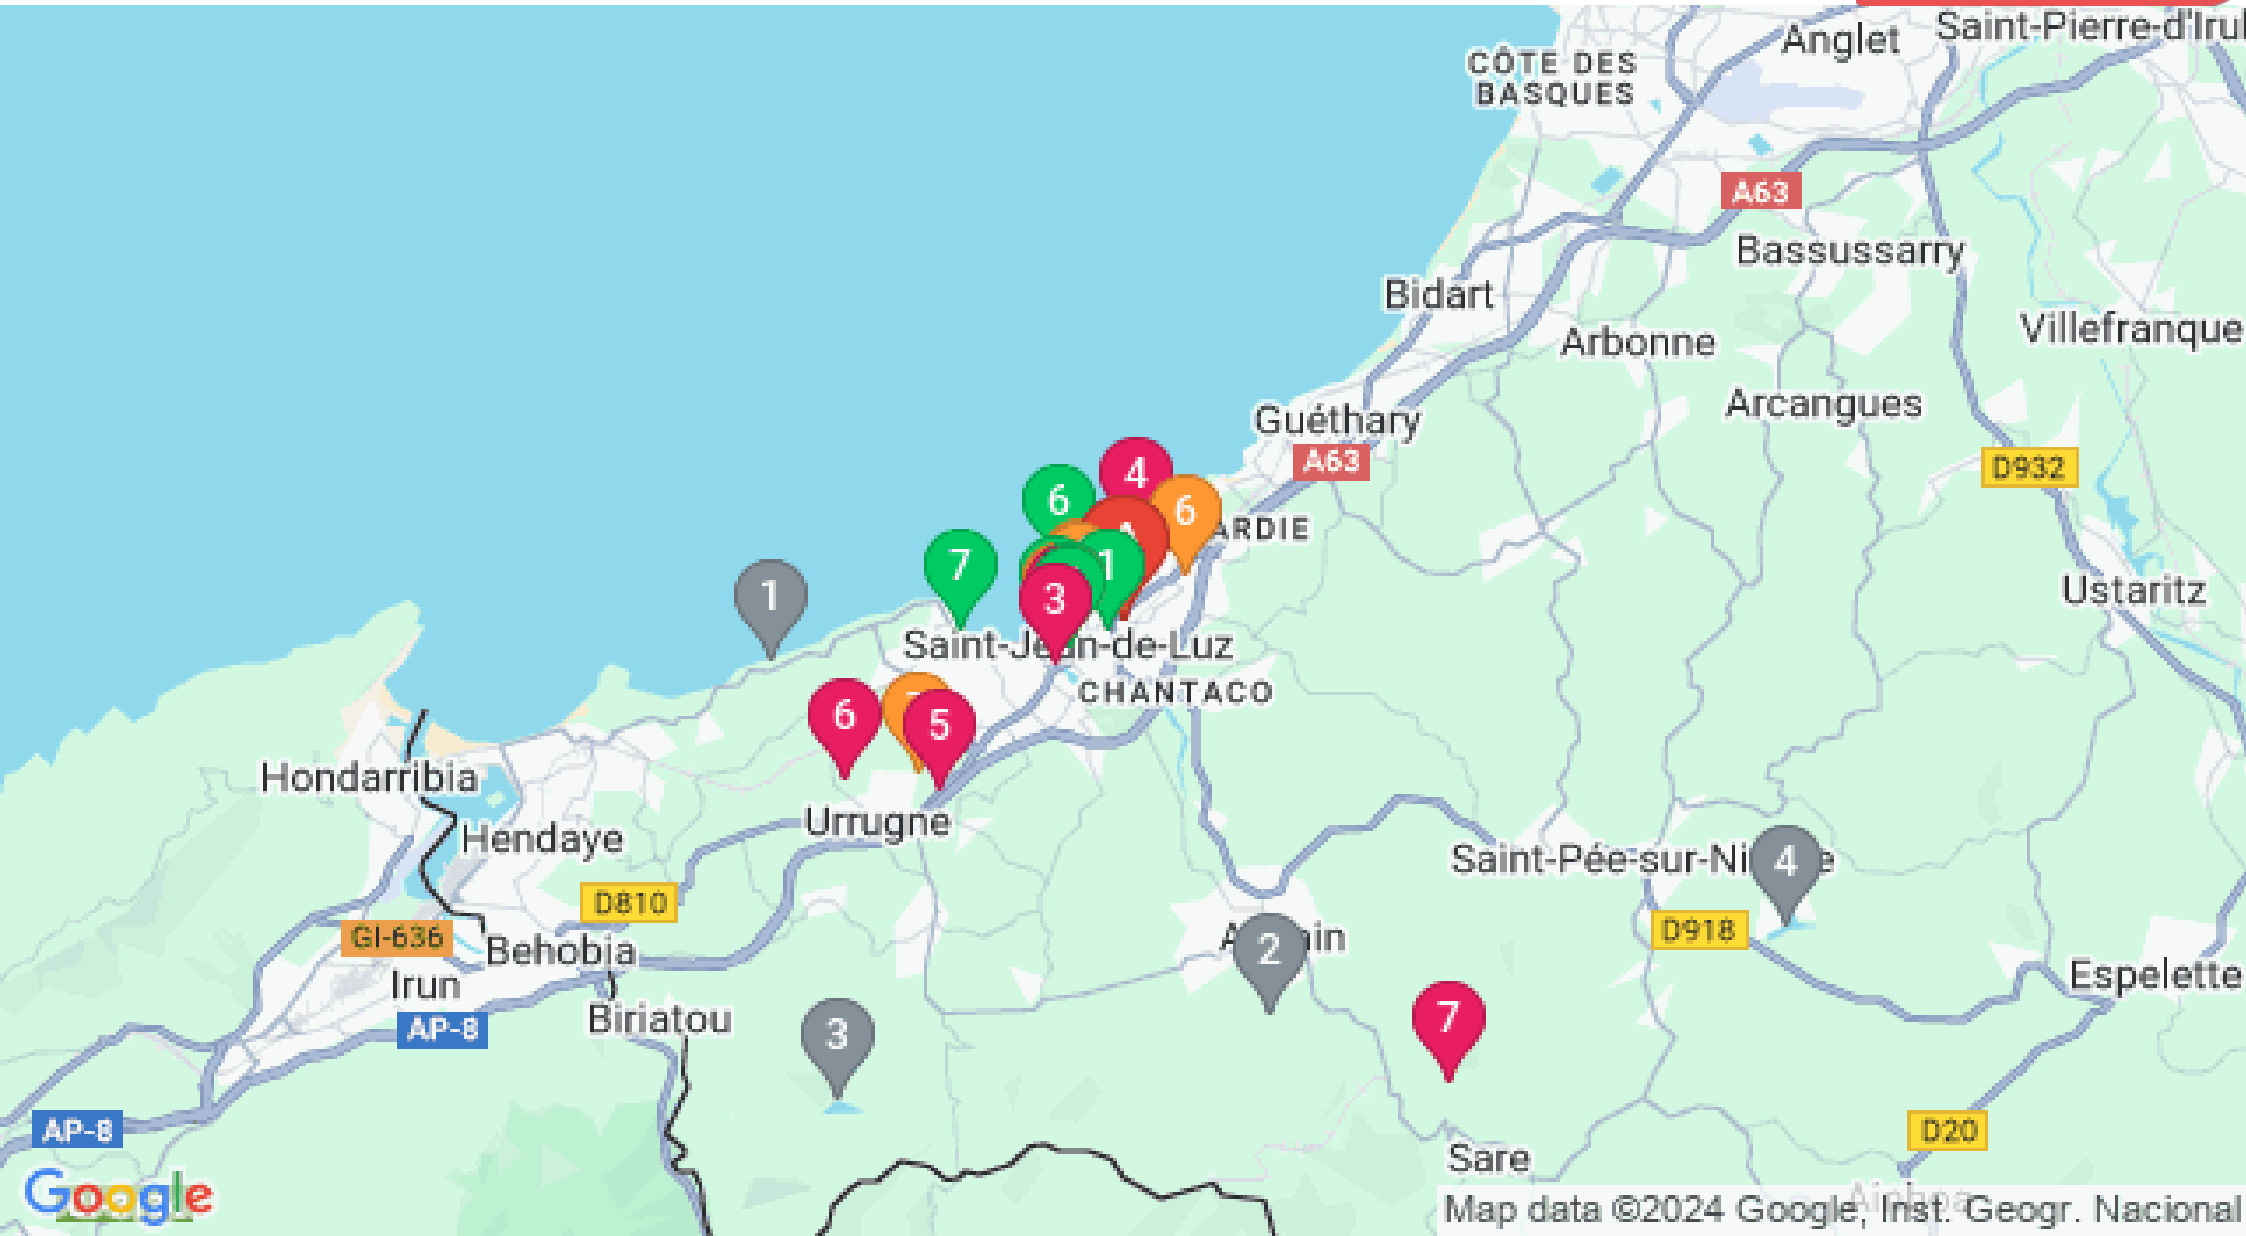 Anglet
Saint-Pierre-d'Irul
CÔTE DES
BASQUES
A63
Bassussarry
Bidart
Villefranque
Arbonne
Arcangues
Guéthary
A63
4
D932
6
6
ARDIE
7
1
1
3
Ustaritz
Saint-Jean-de-Luz
CHANTACO
6
5
Hondarribia
Urrugne
Hendaye
Saint-Pée-sur-Ni
e
4
D810
D918
GI-636
Behobia
2
Espelette
Irun
Biriatou
AP-8
3
7
AP-8
D20
Sare
Google
Map data ©2024 Google, Inst. Geogr. Nacional